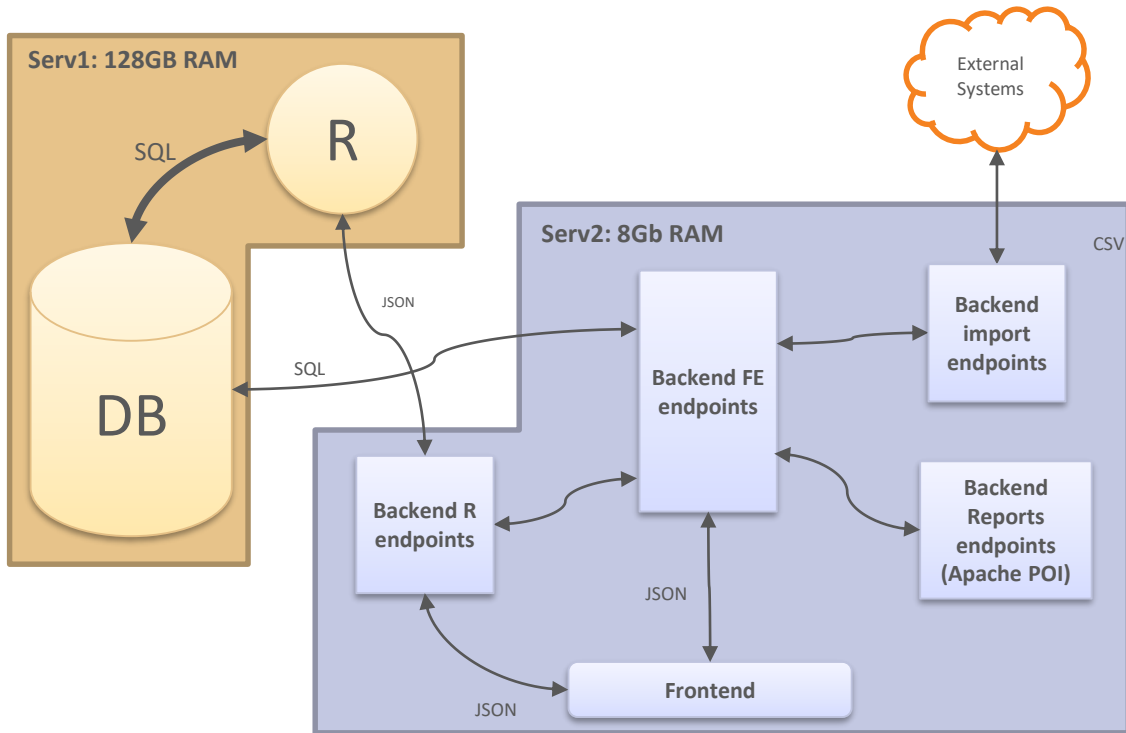 Serv1: 128GB RAM
R
SQL
DB
External
Systems
Serv2: 8Gb RAM
CSV
JSON
SQL
Backend
import
endpoints
Backend FE
endpoints
Backend R
endpoints
Backend
Reports
endpoints
(Apache POI)
JSON
JSON
Frontend